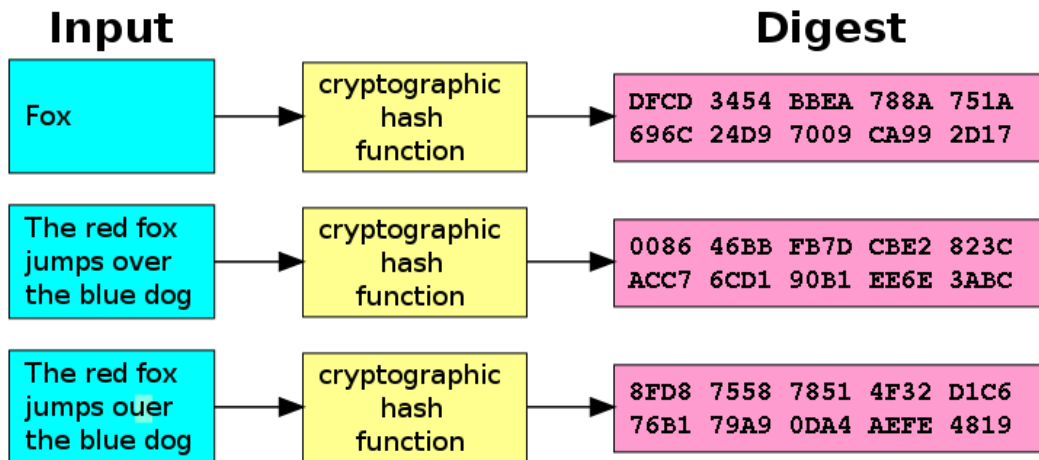 Input
Digest
Fox
cryptographic
hash
function
DFCD 3454 BBEA 788A 751A
696C 24D9 7009 CA99 2D17
The red fox
jumps over
the blue dog
cryptographic
hash
function
0086 46BB FB7D CBE2 823C
ACC7 6CD1 90B1 EE6E 3ABC
The red fox
jumps ouer
the blue dog
cryptographic
hash
function
8FD8 7558 7851 4F32 D1C6
76B1 79A9 0DA4 AEFE 4819